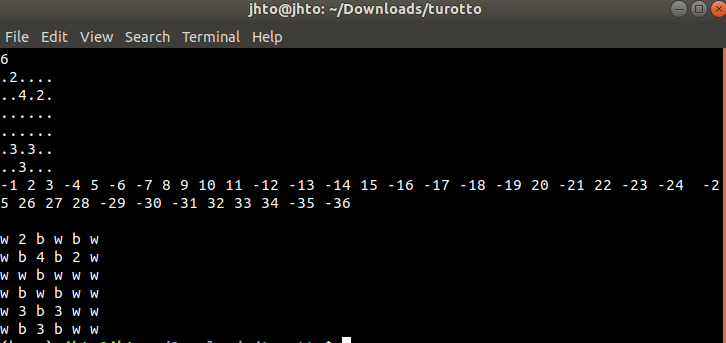 jhto@jhto: ~/Downloads/turotto
File Edit View Search Terminal Help
6
.2....
..4.2.
......
......
.3.3..
..3...
-1 2 3 -4 5 -6 -7 8 9 10 11 -12 -13 -14 15 -16 -17 -18 -19 20 -21 22 -23 -24  -2
5 26 27 28 -29 -30 -31 32 33 34 -35 -36
w 2 b w b w
w b 4 b 2 w
w w b w w w
w b w b w w
w 3 b 3 w w
w b 3 b w w